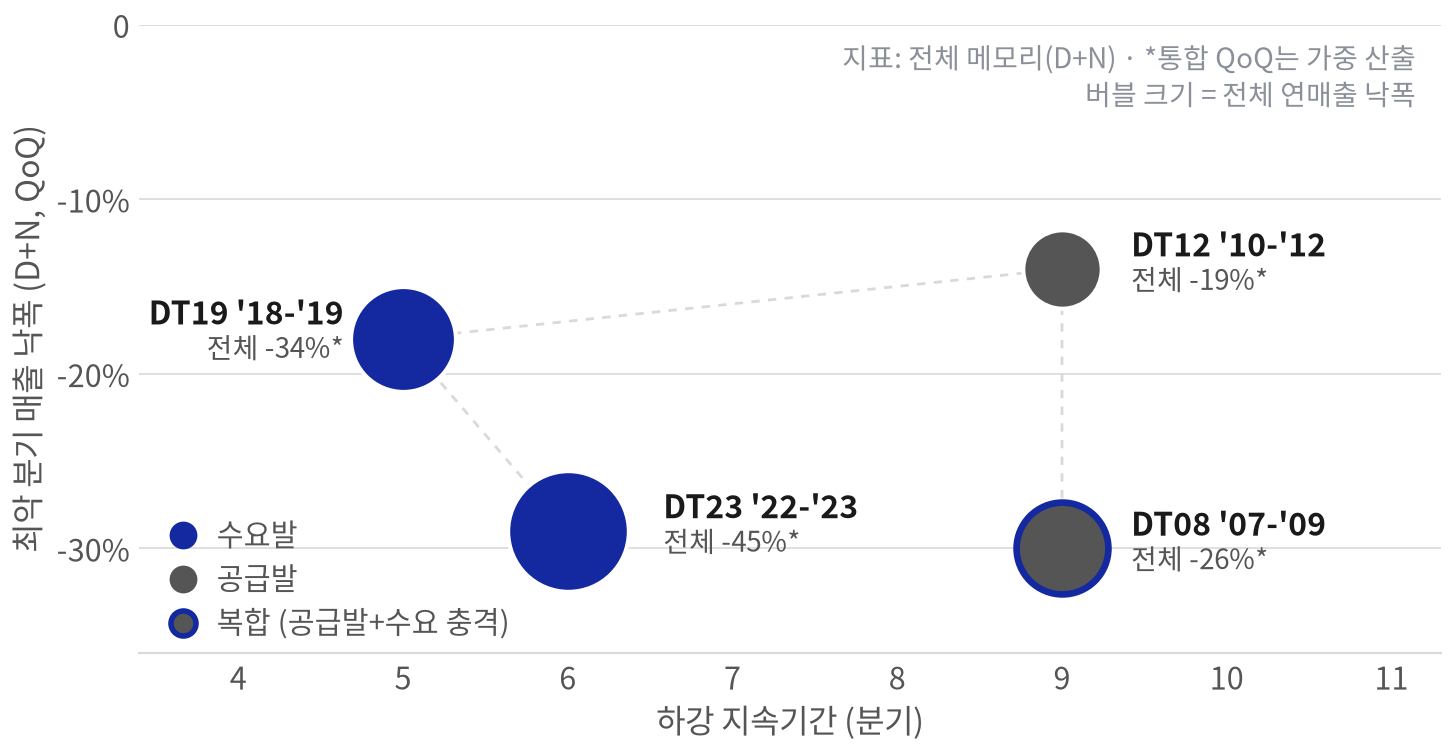 0
지표: 전체 메모리(D+N) · *통합 QoQ는 가중 산출
버블 크기 = 전체 연매출 낙폭
최악 분기 매출 낙폭 (D+N, QoQ)
-10%
DT12 '10-'12
전체 -19%*
DT19 '18-'19
전체 -34%*
-20%
DT23 '22-'23
전체 -45%*
DT08 '07-'09
전체 -26%*
수요발
-30%
공급발
복합 (공급발+수요 충격)
4 5 6 7 8 9 10 11
하강 지속기간 (분기)